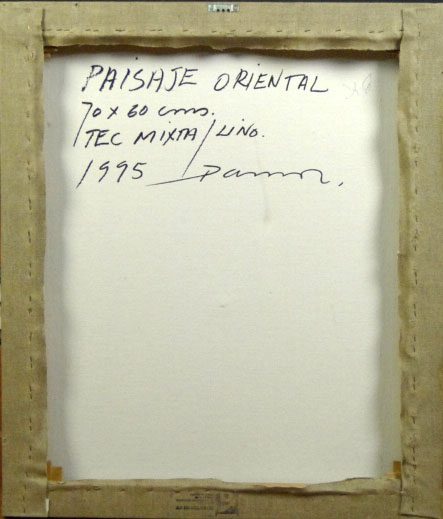 PAISAJE ORIENTAL
70 x 60 cms.
TEC MIXTA / LINO.
1995